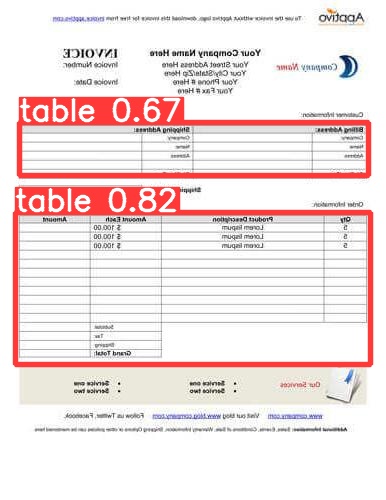 Apptivo
To use the invoice without Apptivo logo, download this invoice for free from invoice.apptivo.com
Company Name
Your Company Name Here
Your Street Address Here
Your City/State/Zip Here
Your Phone # Here
Your Fax # Here
INVOICE
Invoice Number:
Invoice Date:
Customer Information:
table 0.67
Billing Address: Shipping Address:
Company: Company:
Name: Name:
Address: Address:
table 0.82
Order Information:
Qty Product Description Amount Each Amount
5 Lorem Ispum $ 100.00
5 Lorem Ispum $ 100.00
5 Lorem Ispum $ 100.00
Subtotal:
Tax:
Shipping
Grand Total:
Our Services
• Service one
• Service two
• Service one
• Service two
www.company.com Visit our blog www.blog.company.com Follow us Twitter, Facebook.
Additional Information: Sales, Events, Conditions of Sale, Warranty Information, Shipping Options or other policies can be mentioned here